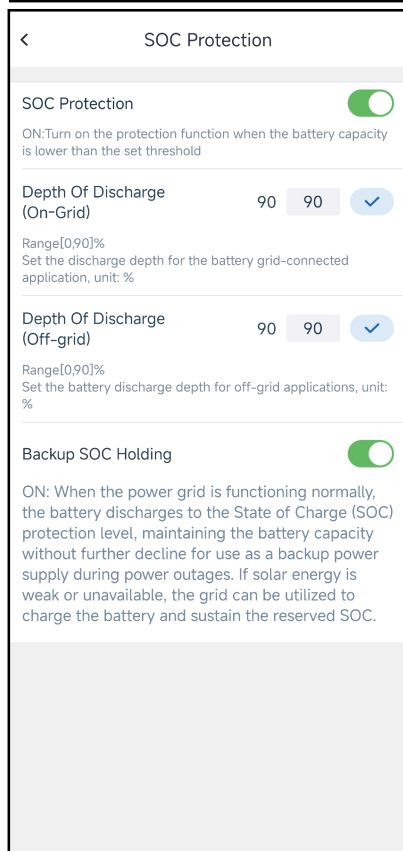 SOC Protection
SOC Protection
ON:Turn on the protection function when the battery capacity
is lower than the set threshold
Depth Of Discharge
(On-Grid)
90 90
Range[0,90]%
Set the discharge depth for the battery grid-connected
application, unit: %
Depth Of Discharge
(Off-grid)
90 90
Range[0,90]%
Set the battery discharge depth for off-grid applications, unit:
%
Backup SOC Holding
ON: When the power grid is functioning normally,
the battery discharges to the State of Charge (SOC)
protection level, maintaining the battery capacity
without further decline for use as a backup power
supply during power outages. If solar energy is
weak or unavailable, the grid can be utilized to
charge the battery and sustain the reserved SOC.